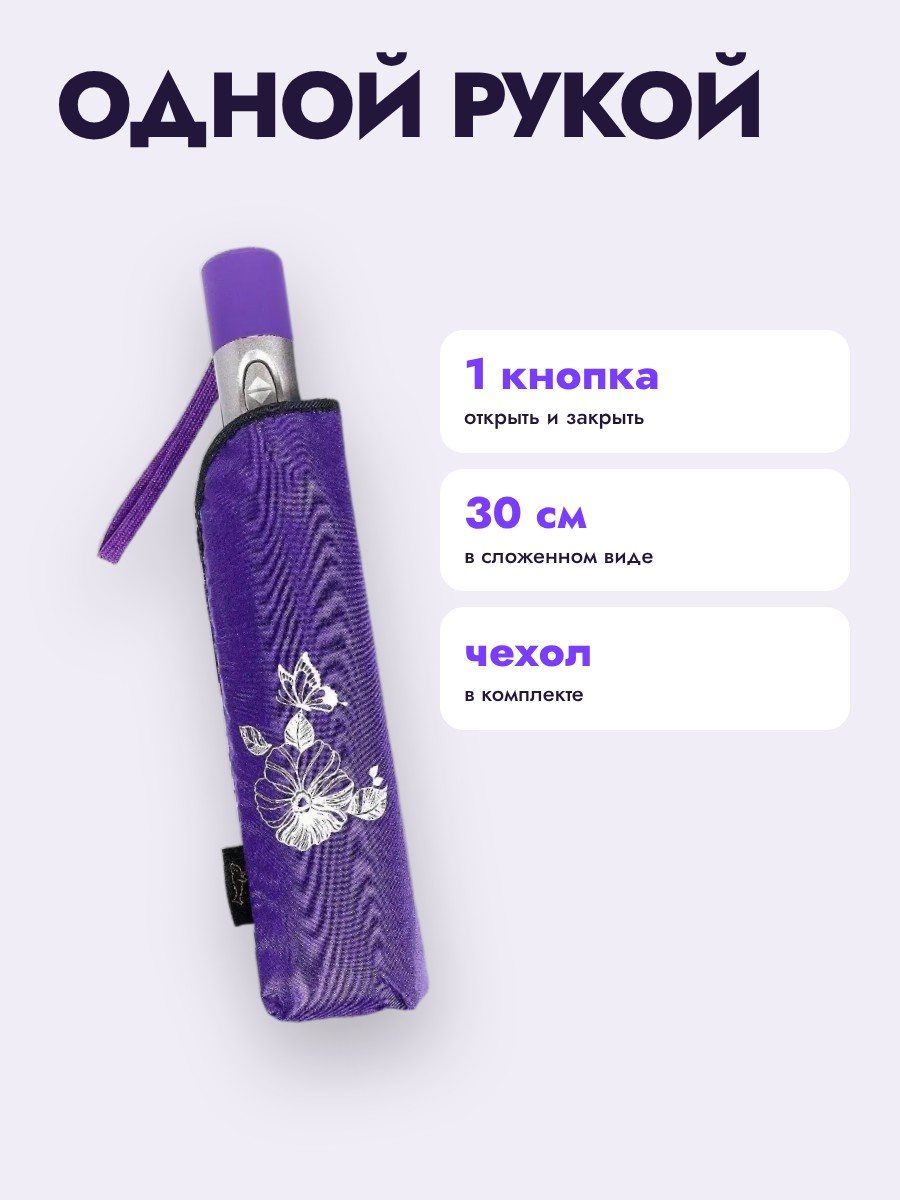 ОДНОЙ РУКОЙ
1 кнопка
открыть и закрыть
30 см
в сложенном виде
чехол
в комплекте